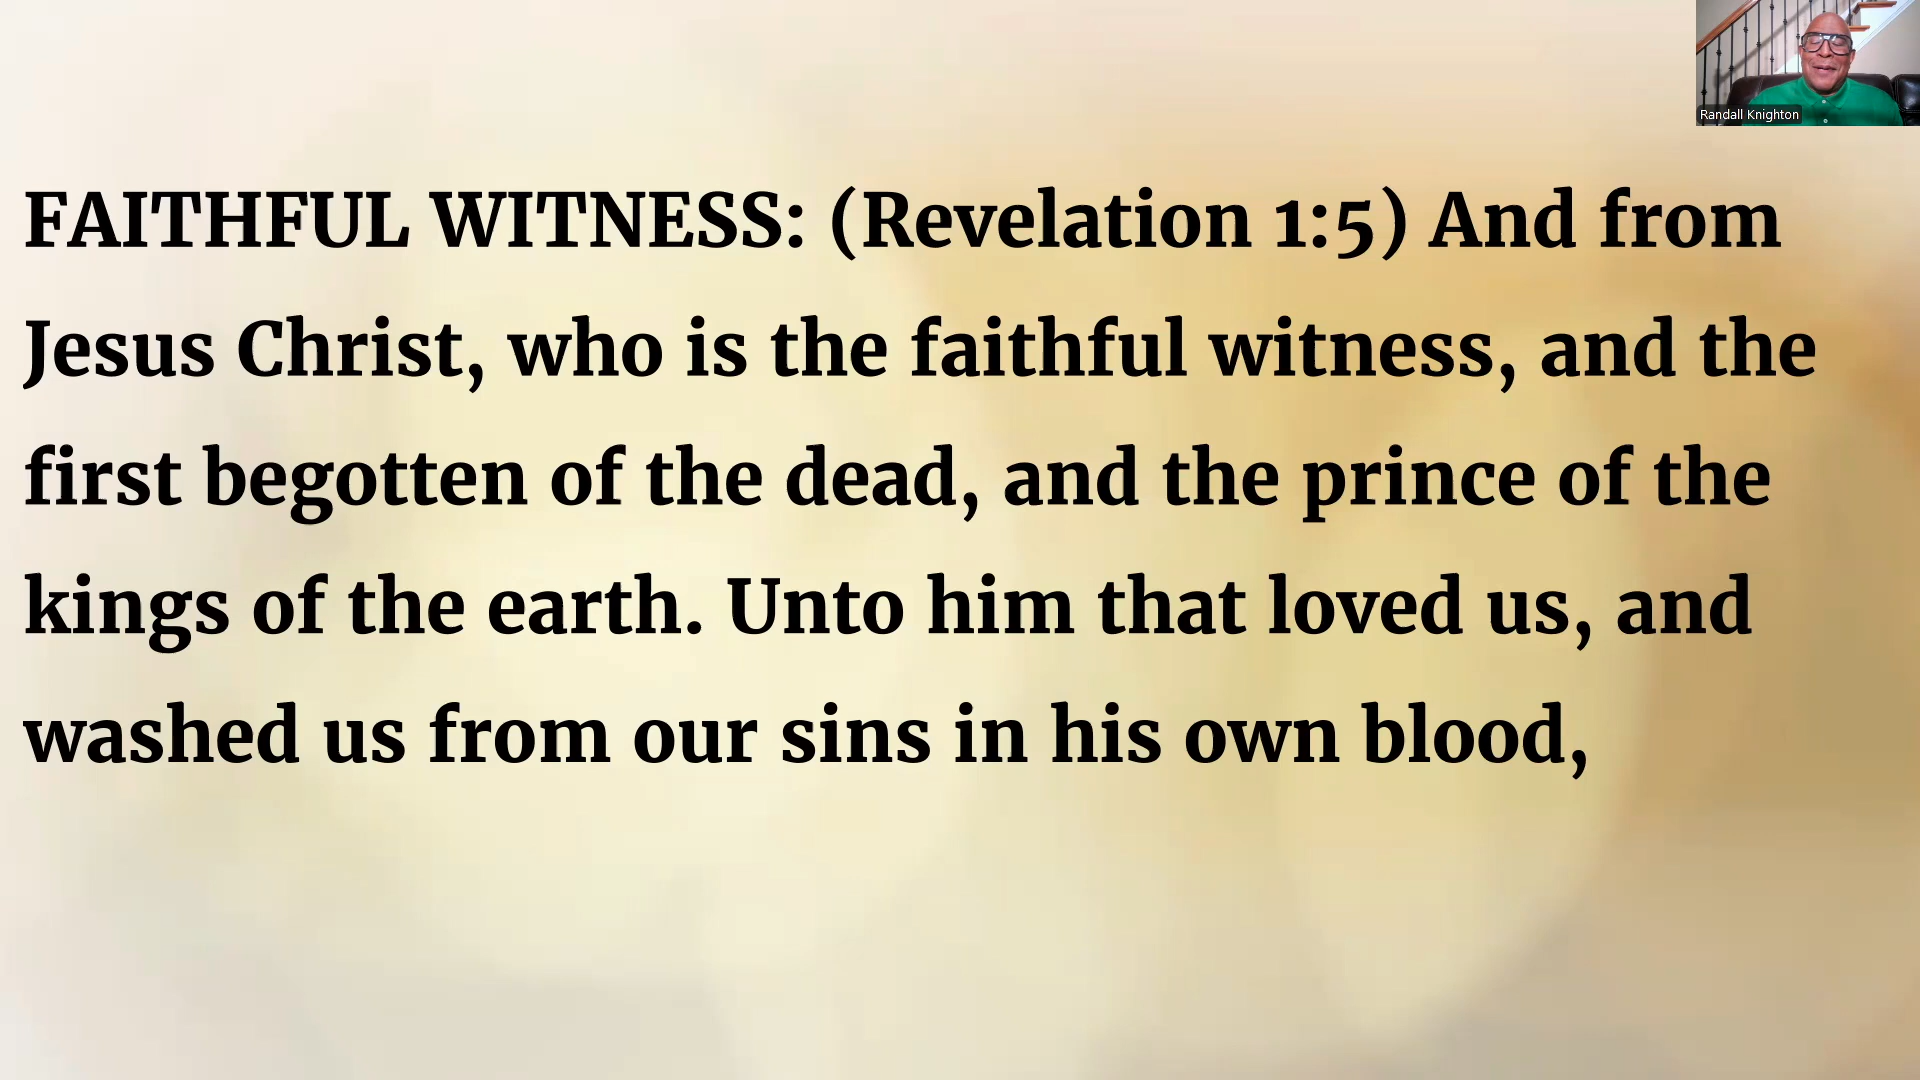 Randall Knighton
FAITHFUL WITNESS: (Revelation 1:5) And from
Jesus Christ, who is the faithful witness, and the
first begotten of the dead, and the prince of the
kings of the earth. Unto him that loved us, and
washed us from our sins in his own blood,